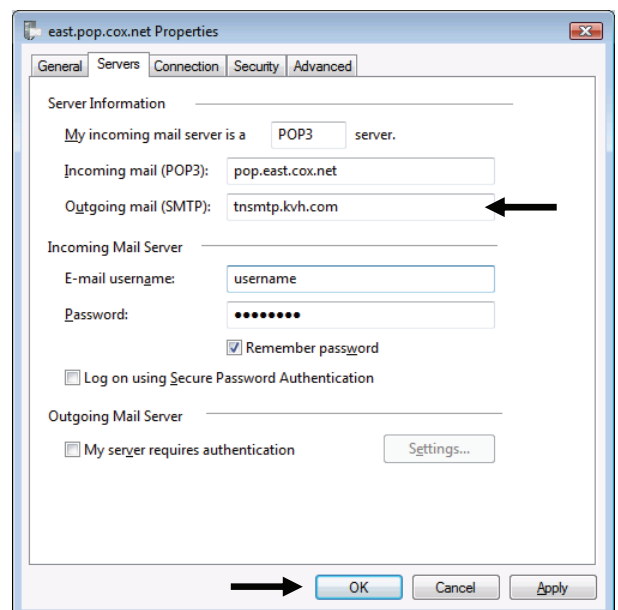 east.pop.cox.net Properties
General Servers Connection Security Advanced
Server Information
My incoming mail server is a POP3 server.
Incoming mail (POP3): pop.east.cox.net
Outgoing mail (SMTP): tnsmtp.kvh.com
Incoming Mail Server
E-mail username: username
Password: ●●●●●●●●
Remember password
Log on using Secure Password Authentication
Outgoing Mail Server
My server requires authentication Settings...
OK Cancel Apply